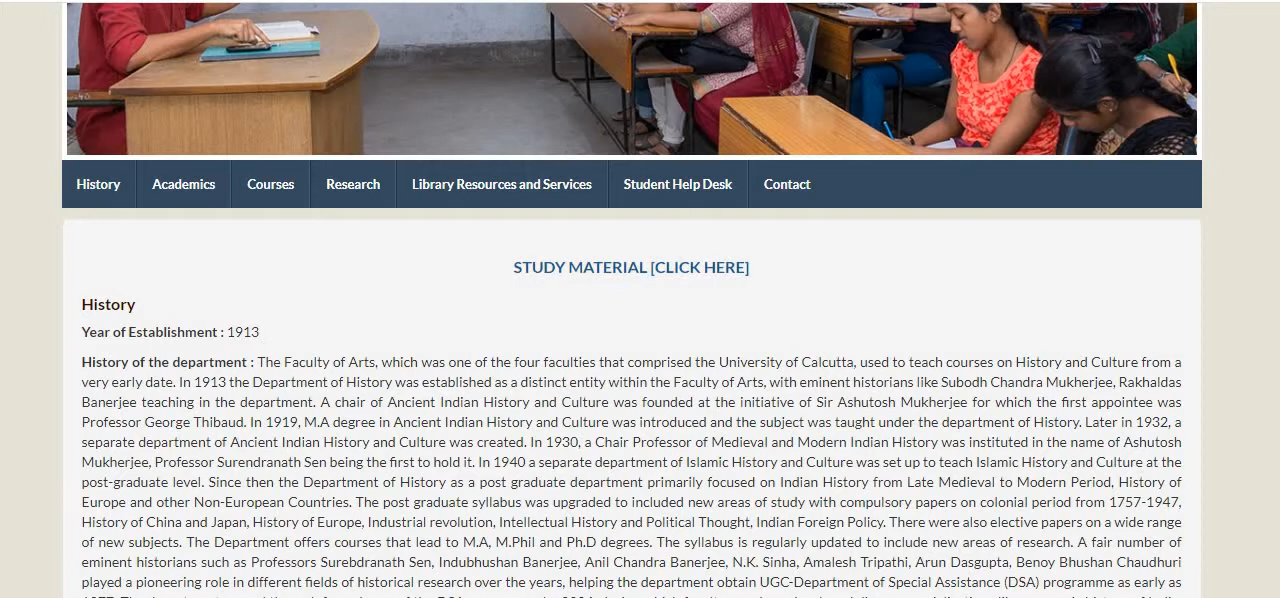 History Academics Courses Research Library Resources and Services Student Help Desk Contact
STUDY MATERIAL [CLICK HERE]
History
Year of Establishment : 1913
History of the department : The Faculty of Arts, which was one of the four faculties that comprised the University of Calcutta, used to teach courses on History and Culture from a
very early date. In 1913 the Department of History was established as a distinct entity within the Faculty of Arts, with eminent historians like Subodh Chandra Mukherjee, Rakhaldas
Banerjee teaching in the department. A chair of Ancient Indian History and Culture was founded at the initiative of Sir Ashutosh Mukherjee for which the first appointee was
Professor George Thibaud. In 1919, M.A degree in Ancient Indian History and Culture was introduced and the subject was taught under the department of History. Later in 1932, a
separate department of Ancient Indian History and Culture was created. In 1930, a Chair Professor of Medieval and Modern Indian History was instituted in the name of Ashutosh
Mukherjee, Professor Surendranath Sen being the first to hold it. In 1940 a separate department of Islamic History and Culture was set up to teach Islamic History and Culture at the
post-graduate level. Since then the Department of History as a post graduate department primarily focused on Indian History from Late Medieval to Modern Period, History of
Europe and other Non-European Countries. The post graduate syllabus was upgraded to included new areas of study with compulsory papers on colonial period from 1757-1947,
History of China and Japan, History of Europe, Industrial revolution, Intellectual History and Political Thought, Indian Foreign Policy. There were also elective papers on a wide range
of new subjects. The Department offers courses that lead to M.A, M.Phil and Ph.D degrees. The syllabus is regularly updated to include new areas of research. A fair number of
eminent historians such as Professors Surebdranath Sen, Indubhushan Banerjee, Anil Chandra Banerjee, N.K. Sinha, Amalesh Tripathi, Arun Dasgupta, Benoy Bhushan Chaudhuri
played a pioneering role in different fields of historical research over the years, helping the department obtain UGC-Department of Special Assistance (DSA) programme as early as